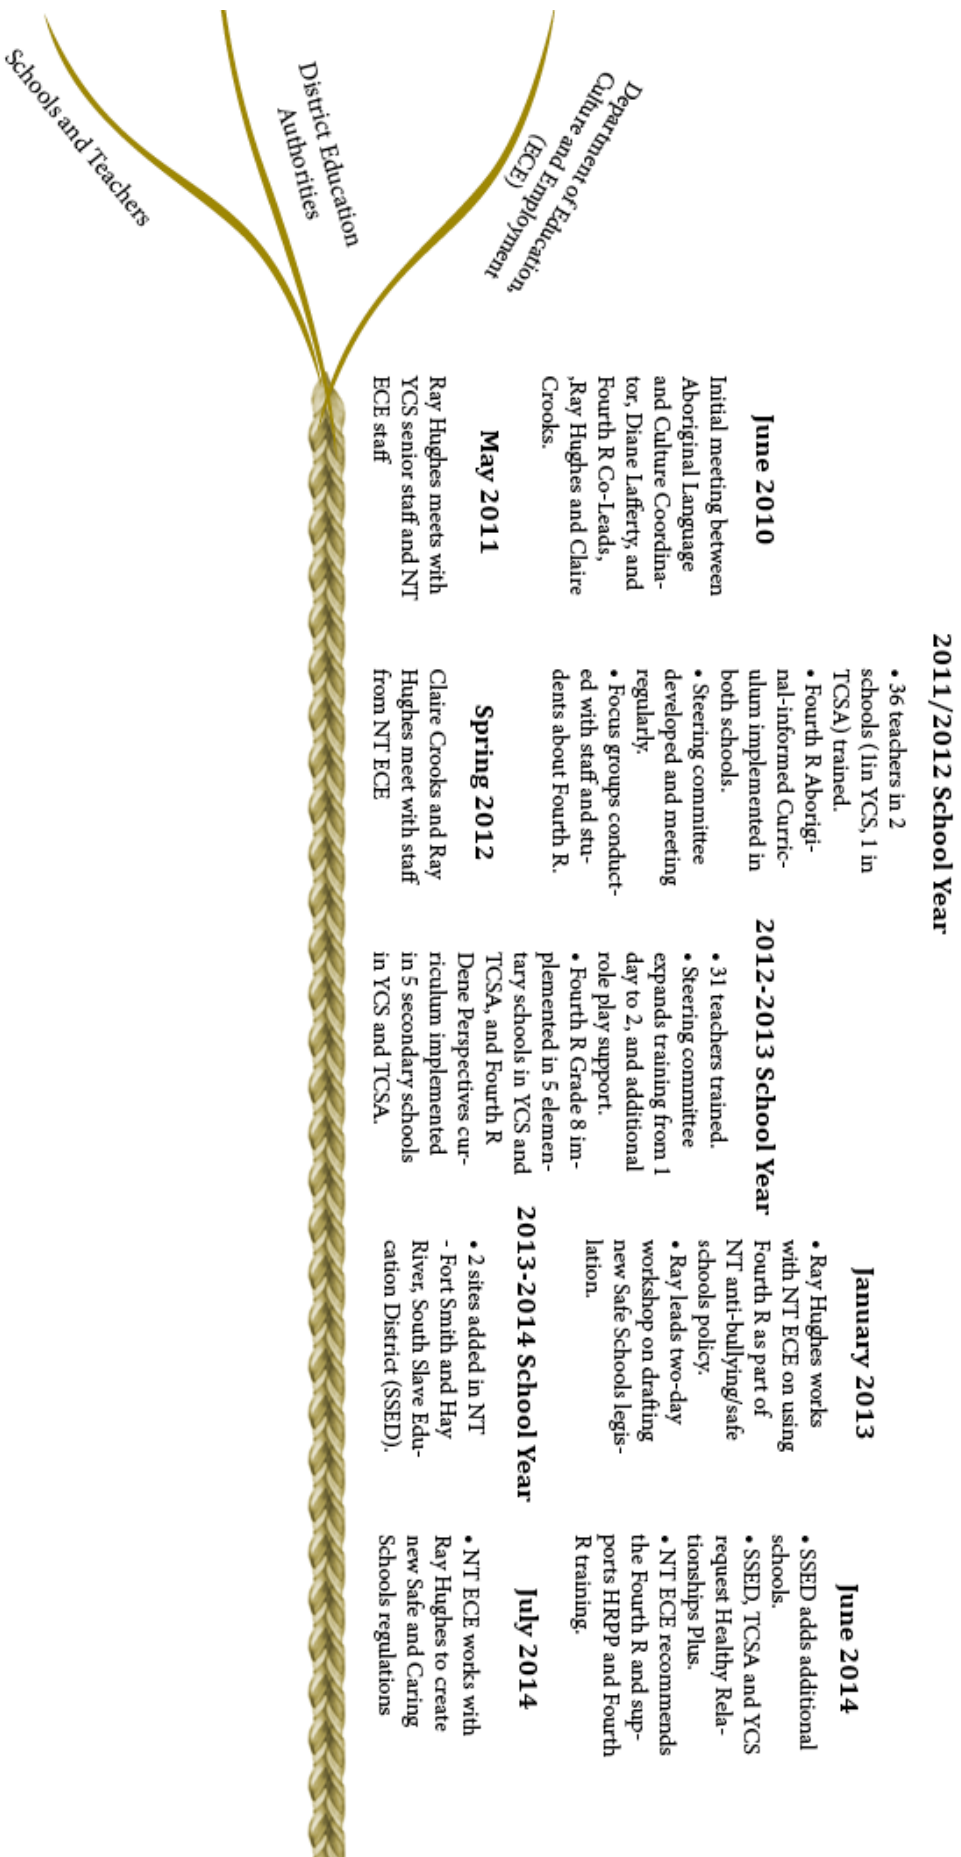 Department of Education,
Culture and Employment
(ECE)
District Education
Authorities
Schools and Teachers
June 2010
Initial meeting between
Aboriginal Language
and Culture Coordina-
tor, Diane Lafferty, and
Fourth R Co-Leads,
,Ray Hughes and Claire
Crooks.
May 2011
Ray Hughes meets with
YCS senior staff and NT
ECE staff
2011/2012 School Year
• 36 teachers in 2
schools (1in YCS, 1 in
TCSA) trained.
• Fourth R Aborigi-
nal-informed Curric-
ulum implemented in
both schools.
• Steering committee
developed and meeting
regularly.
• Focus groups conduct-
ed with staff and stu-
dents about Fourth R.
Spring 2012
Claire Crooks and Ray
Hughes meet with staff
from NT ECE
2012-2013 School Year
• 31 teachers trained.
• Steering committee
expands training from 1
day to 2, and additional
role play support.
• Fourth R Grade 8 im-
plemented in 5 elemen-
tary schools in YCS and
TCSA, and Fourth R
Dene Perspectives cur-
riculum implemented
in 5 secondary schools
in YCS and TCSA.
January 2013
• Ray Hughes works
with NT ECE on using
Fourth R as part of
NT anti-bullying/safe
schools policy.
• Ray leads two-day
workshop on drafting
new Safe Schools legis-
lation.
2013-2014 School Year
• 2 sites added in NT
- Fort Smith and Hay
River, South Slave Edu-
cation District (SSED).
June 2014
• SSED adds additional
schools.
• SSED, TCSA and YCS
request Healthy Rela-
tionships Plus.
• NT ECE recommends
the Fourth R and sup-
ports HRPP and Fourth
R training.
July 2014
• NT ECE works with
Ray Hughes to create
new Safe and Caring
Schools regulations